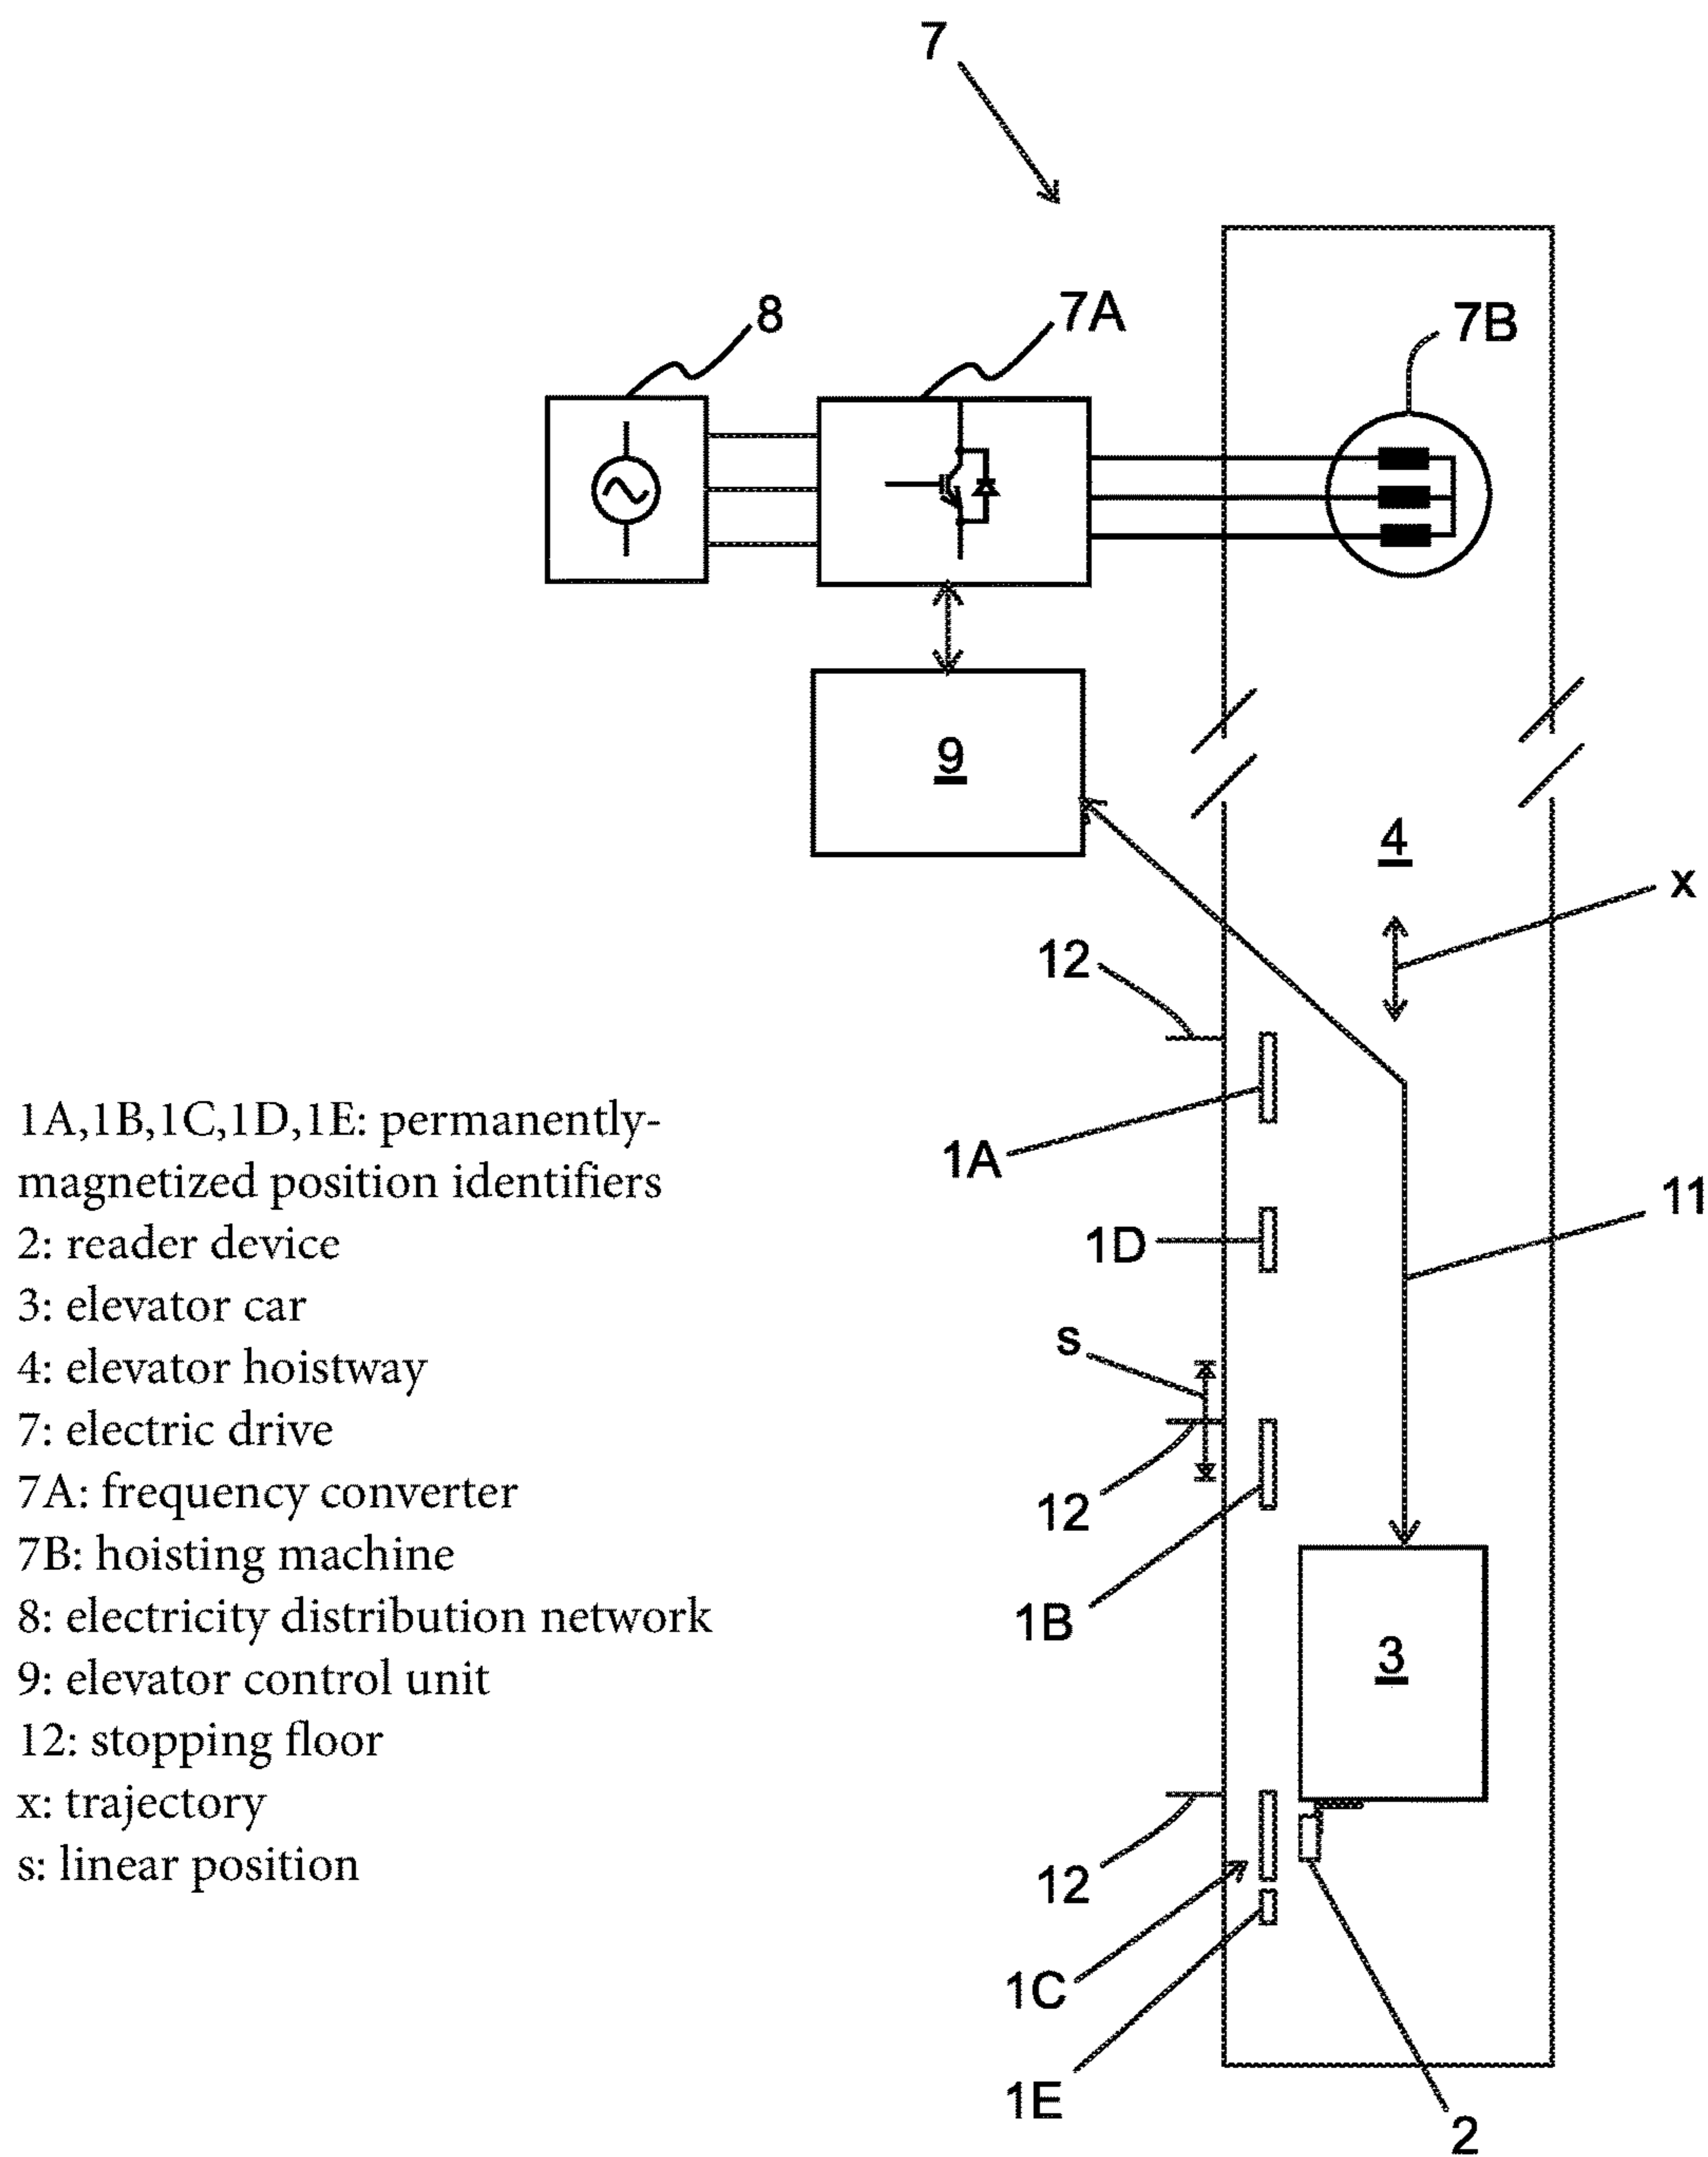 7
8
7A
7B
9
4
x
12
1A
11
1D
s
12
1B
3
12
1C
1E
2
1A,1B,1C,1D,1E: permanently-
magnetized position identifiers
2: reader device
3: elevator car
4: elevator hoistway
7: electric drive
7A: frequency converter
7B: hoisting machine
8: electricity distribution network
9: elevator control unit
12: stopping floor
x: trajectory
s: linear position